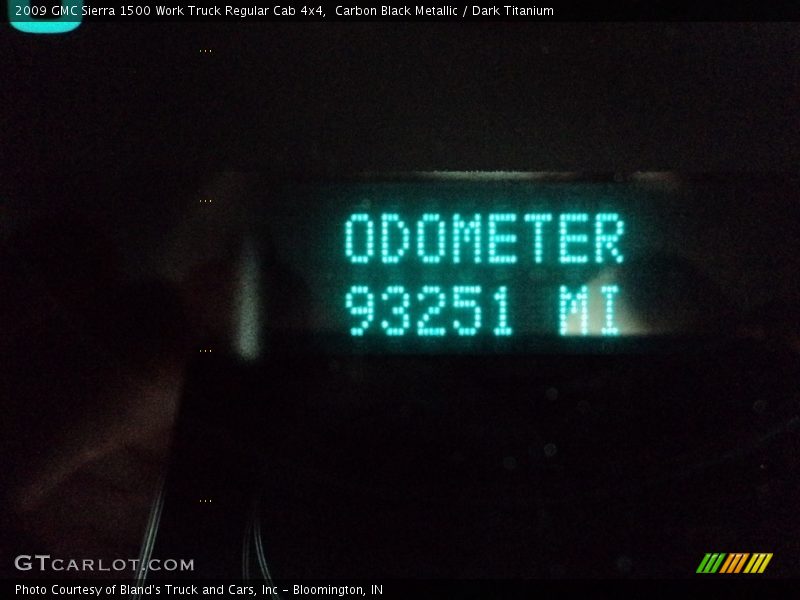 2009 GMC Sierra 1500 Work Truck Regular Cab 4x4,  Carbon Black Metallic / Dark Titanium
ODOMETER
93251 MI
GTCARLOT.COM
Photo Courtesy of Bland's Truck and Cars, Inc – Bloomington, IN